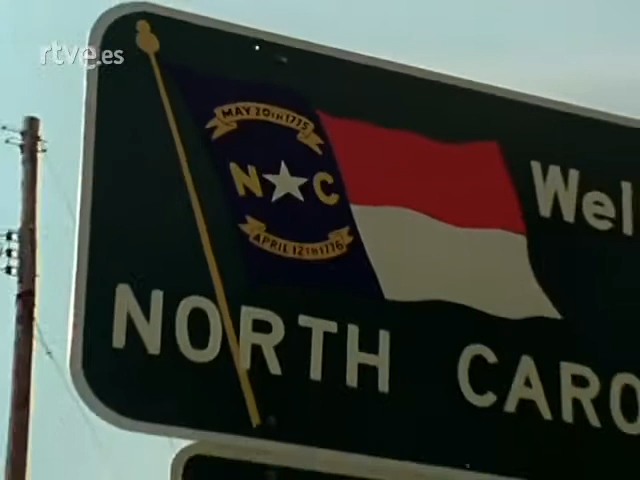 rtve.es
MAY 20TH 1775
N C
APRIL 12TH 1776
Wel
NORTH CARO